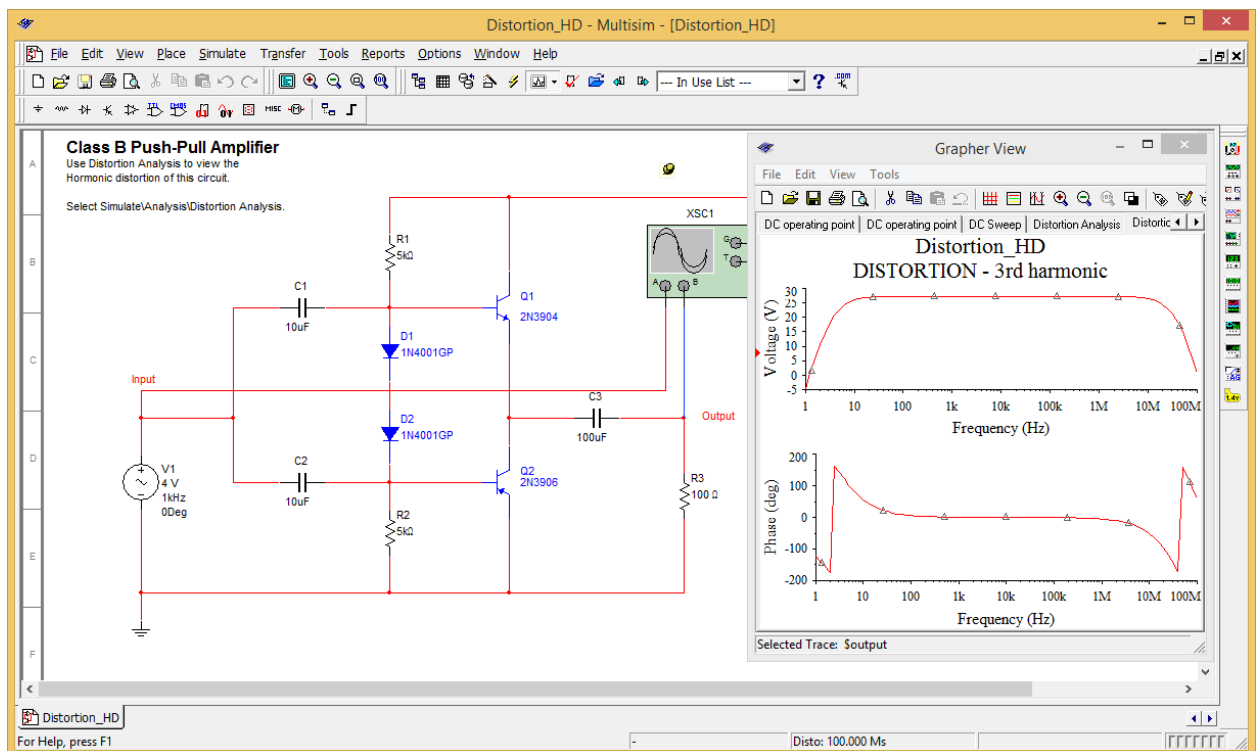 Distortion_HD - Multisim - [Distortion_HD]
File Edit View Place Simulate Transfer Tools Reports Options Window Help
--- In Use List ---
MISC
Class B Push-Pull Amplifier
Use Distortion Analysis to view the
Hormonic distortion of this circuit.
Select Simulate\Analysis\Distortion Analysis.
A
B
C
D
E
F
R1
5kΩ
C1
10uF
Q1
2N3904
D1
1N4001GP
Input
D2
1N4001GP
C2
10uF
Q2
2N3906
V1
4 V
1kHz
0Deg
R2
5kΩ
C3
100uF
Output
R3
100 Ω
XSC1
G
T
A B
Grapher View
File Edit View Tools
DC operating point DC operating point DC Sweep Distortion Analysis Distortic
Distortion_HD
DISTORTION - 3rd harmonic
Voltage (V)
30
25
20
15
10
5
0
-5
1 10 100 1k 10k 100k 1M 10M 100M
Frequency (Hz)
Phase (deg)
200
100
0
-100
-200
1 10 100 1k 10k 100k 1M 10M 100M
Frequency (Hz)
Selected Trace: $output
1.4v
Distortion_HD
For Help, press F1
-
Disto: 100.000 Ms